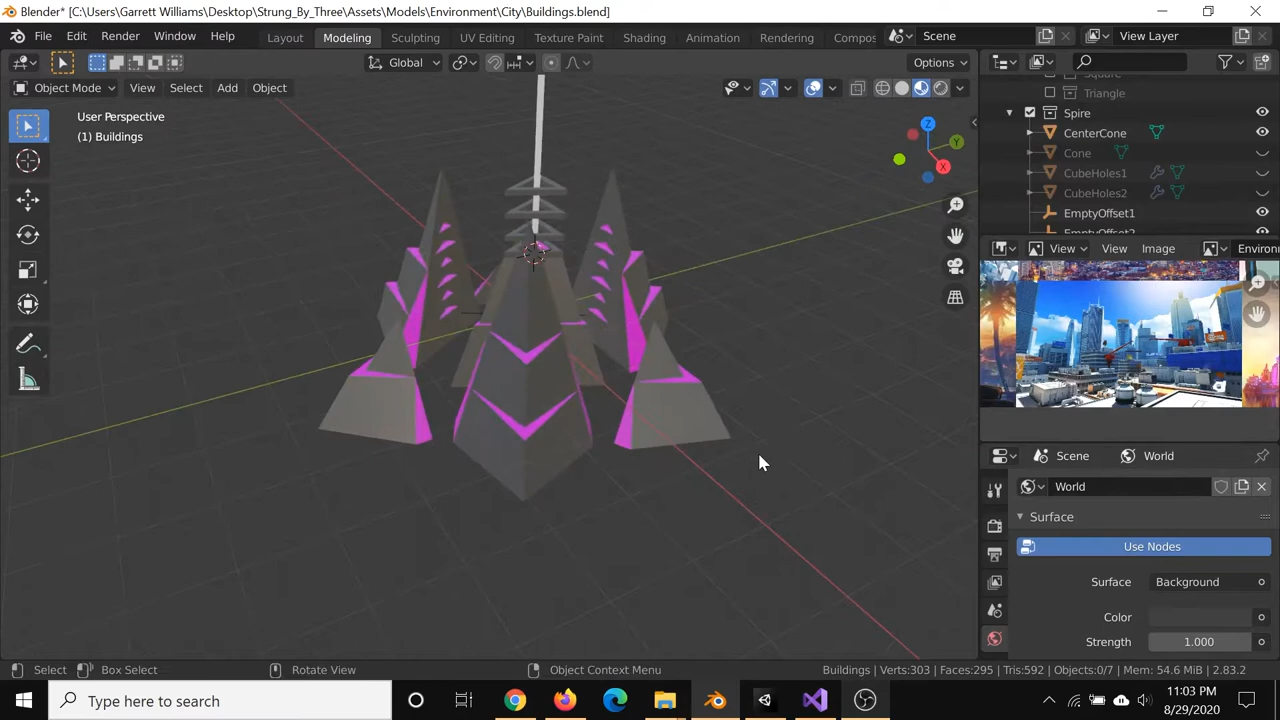 Blender* [C:\Users\Garrett Williams\Desktop\Strung_By_Three\Assets\Models\Environment\City\Buildings.blend]
File Edit Render Window Help Layout Modeling Sculpting UV Editing Texture Paint Shading Animation Rendering Compos Scene View Layer
Global Options
Object Mode View Select Add Object
Square
Triangle
Spire
CenterCone
Cone
CubeHoles1
CubeHoles2
EmptyOffset1
EmptyOffset2
User Perspective
(1) Buildings
Z
Y
X
View View Image Environ
Scene World
World
Surface
Use Nodes
Surface Background
Color
Strength 1.000
Select Box Select Rotate View Object Context Menu Buildings | Verts:303 | Faces:295 | Tris:592 | Objects:0/7 | Mem: 54.6 MiB | 2.83.2
Type here to search
11:03 PM
8/29/2020